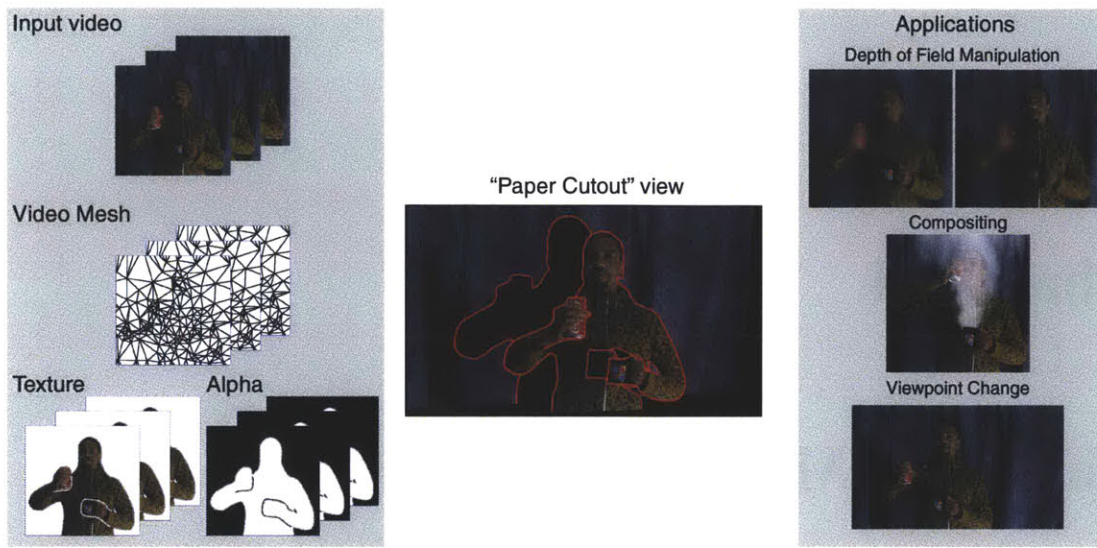 Input video
Video Mesh
Texture
Alpha
“Paper Cutout” view
Applications
Depth of Field Manipulation
Compositing
Viewpoint Change